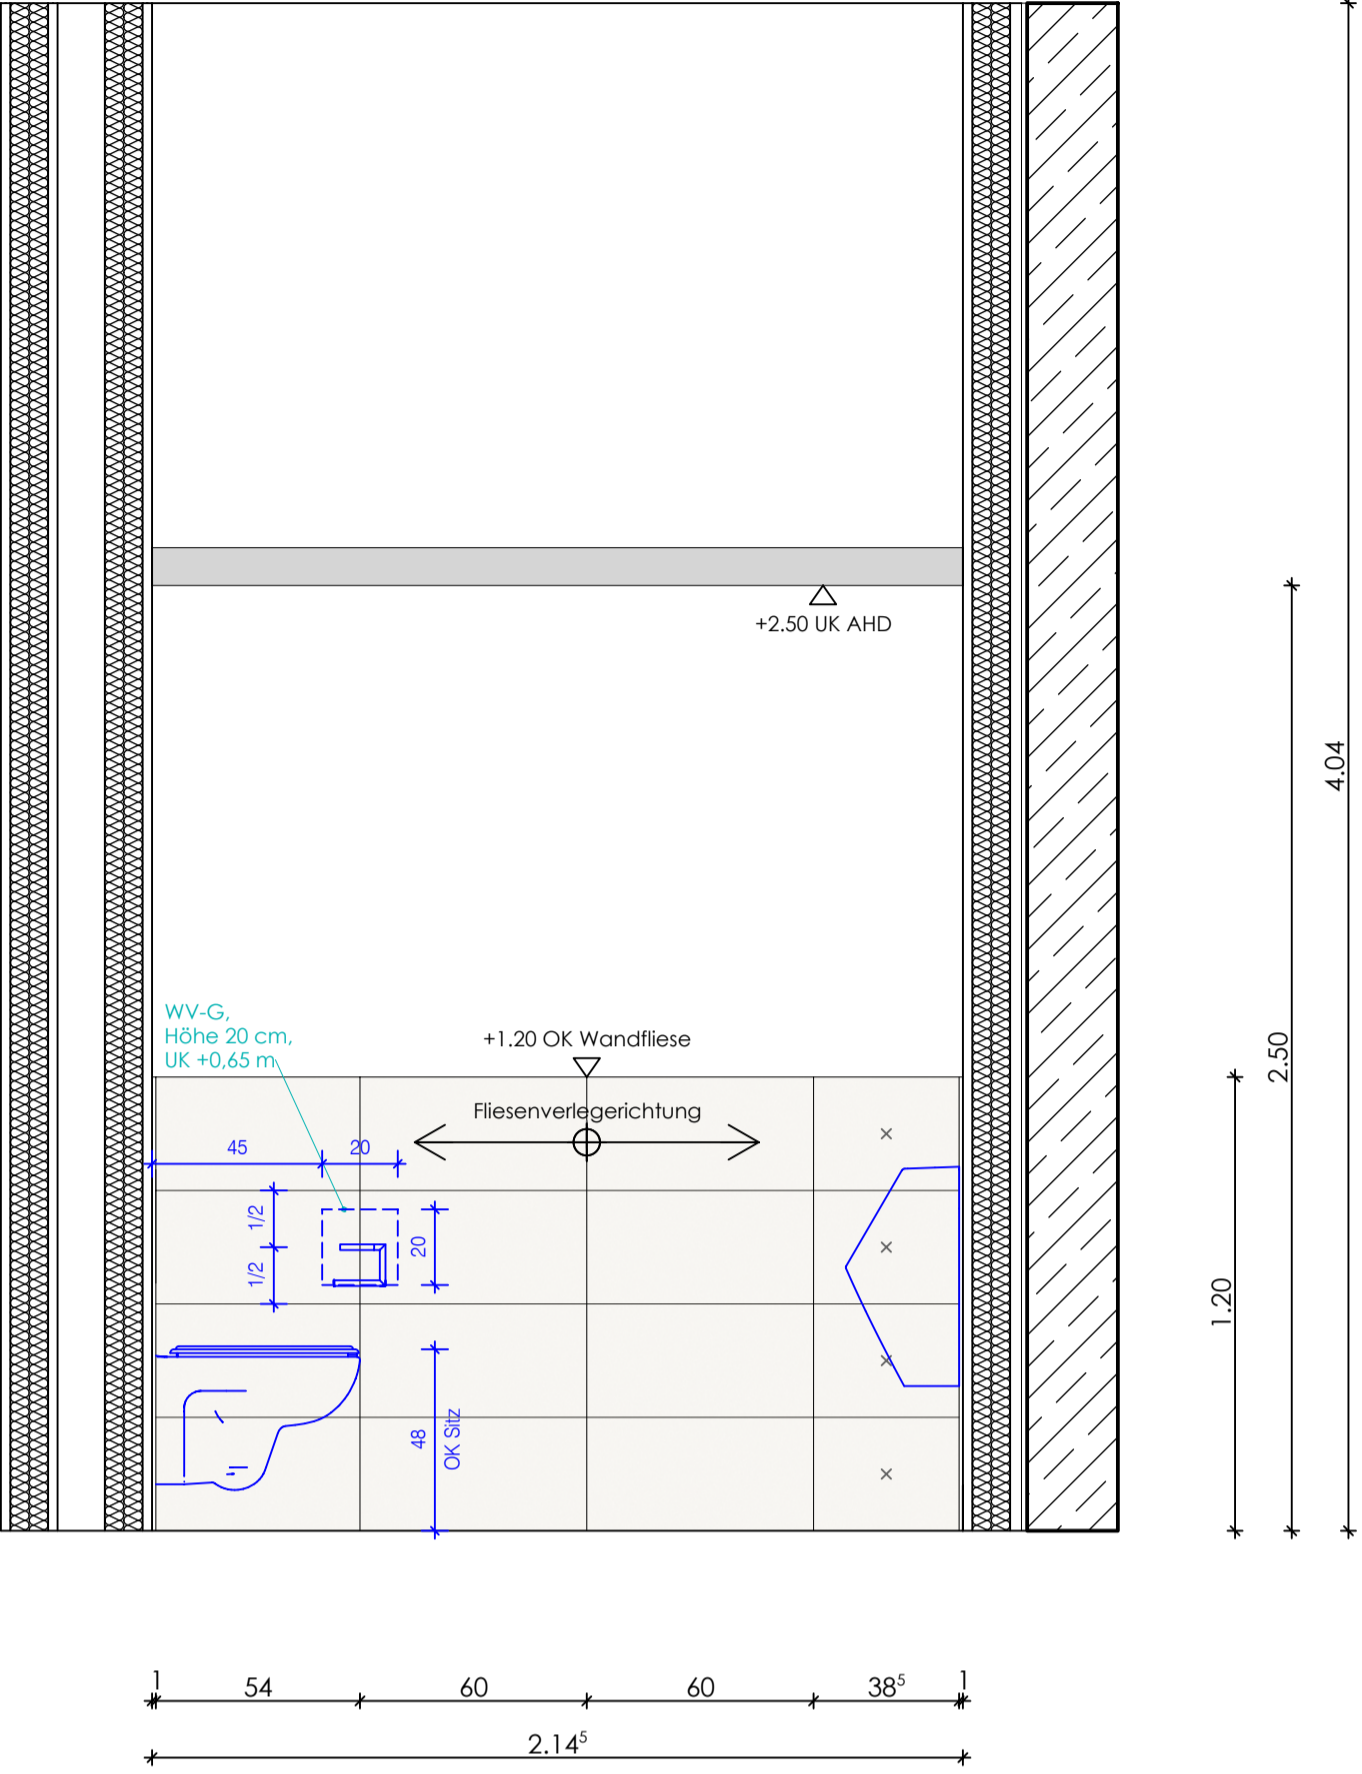 +2.50 UK AHD
4.04
WV-G,
Höhe 20 cm,
UK +0,65 m
+1.20 OK Wandfliese
2.50
Fliesenverlegerichtung
45
20
1/2
1/2
20
1.20
48
OK Sitz
1
54
60
60
38⁵
1
2.14⁵